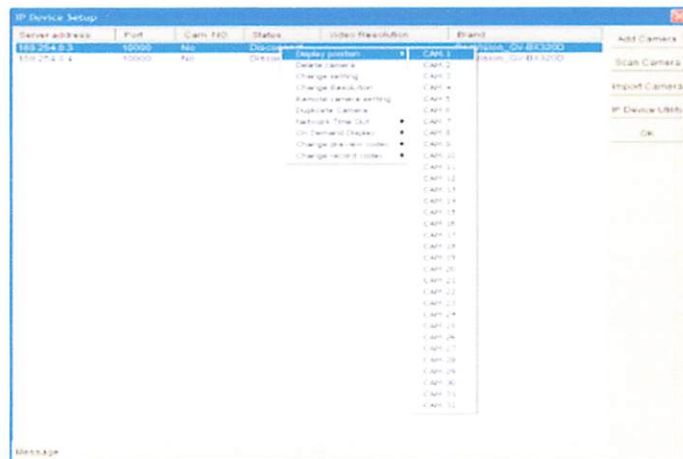 IP Device Setup
Server address Port Cam. NO. Status Video Resolution Brand
169.254.0.3 10000 No
10000 No
Display position
Delete camera
Change setting
Change Resolution
Remote camera setting
Duplicate Camera
Network Time Out
On Demand Display
Change preview codec
Change record codec
CAM 1
CAM 2
CAM 3
CAM 4
CAM 5
CAM 6
CAM 7
CAM 8
CAM 9
CAM 10
CAM 11
CAM 12
CAM 13
CAM 14
CAM 15
CAM 16
CAM 17
CAM 18
CAM 19
CAM 20
CAM 21
CAM 22
CAM 23
CAM 24
CAM 25
CAM 26
CAM 27
CAM 28
CAM 29
CAM 30
CAM 31
CAM 32
Add Camera
Scan Camera
Import Camera
IP Device Utility
OK
Message